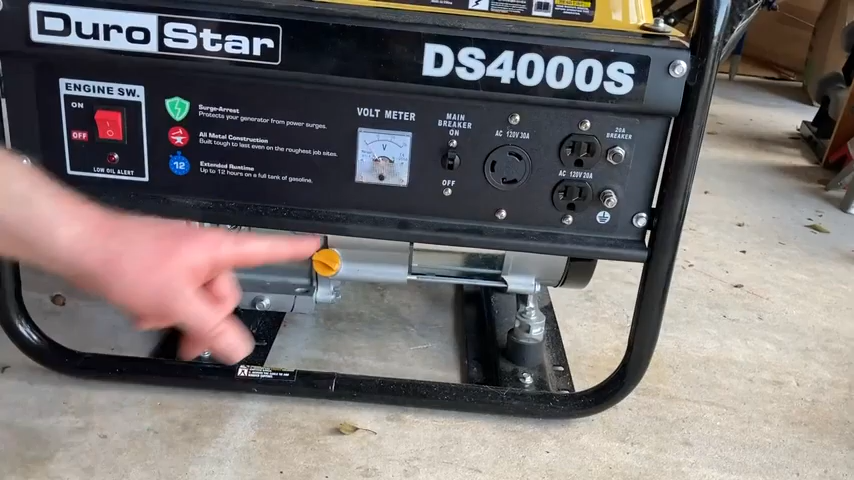 DuroStar
DS4000S
ENGINE SW.
ON
OFF
LOW OIL ALERT
Surge-Arrest
Protects your generator from power surges.
All Metal Construction
Built tough to last even on the roughest job sites.
12
Extended Runtime
Up to 12 hours on a full tank of gasoline.
VOLT METER
V
MAIN
BREAKER
ON
OFF
AC 120V 30A
20A
BREAKER
AC 120V 20A